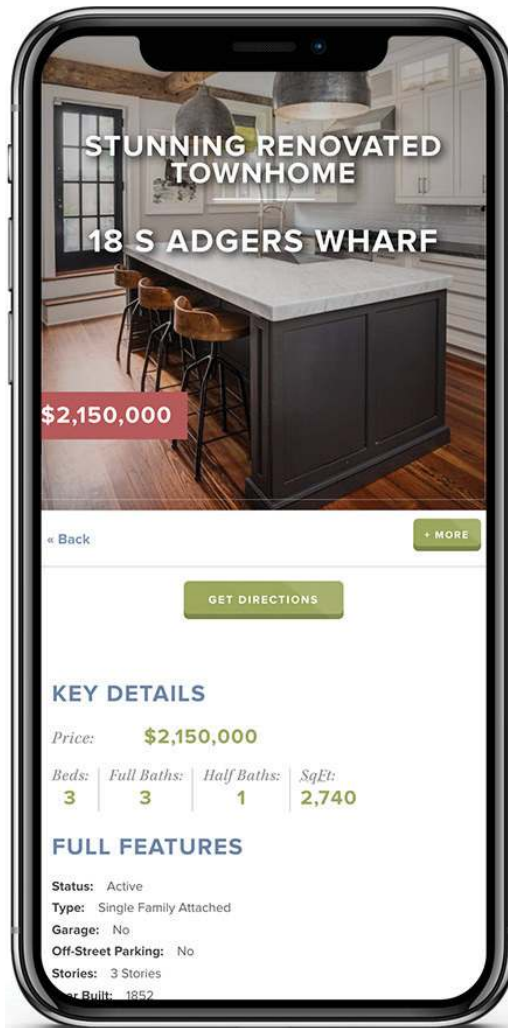 STUNNING RENOVATED
TOWNHOME
18 S ADGERS WHARF
$2,150,000
« Back
+ MORE
GET DIRECTIONS
KEY DETAILS
Price: $2,150,000
Beds: Full Baths: Half Baths: SqFt:
3 3 1 2,740
FULL FEATURES
Status: Active
Type: Single Family Attached
Garage: No
Off-Street Parking: No
Stories: 3 Stories
Built: 1852